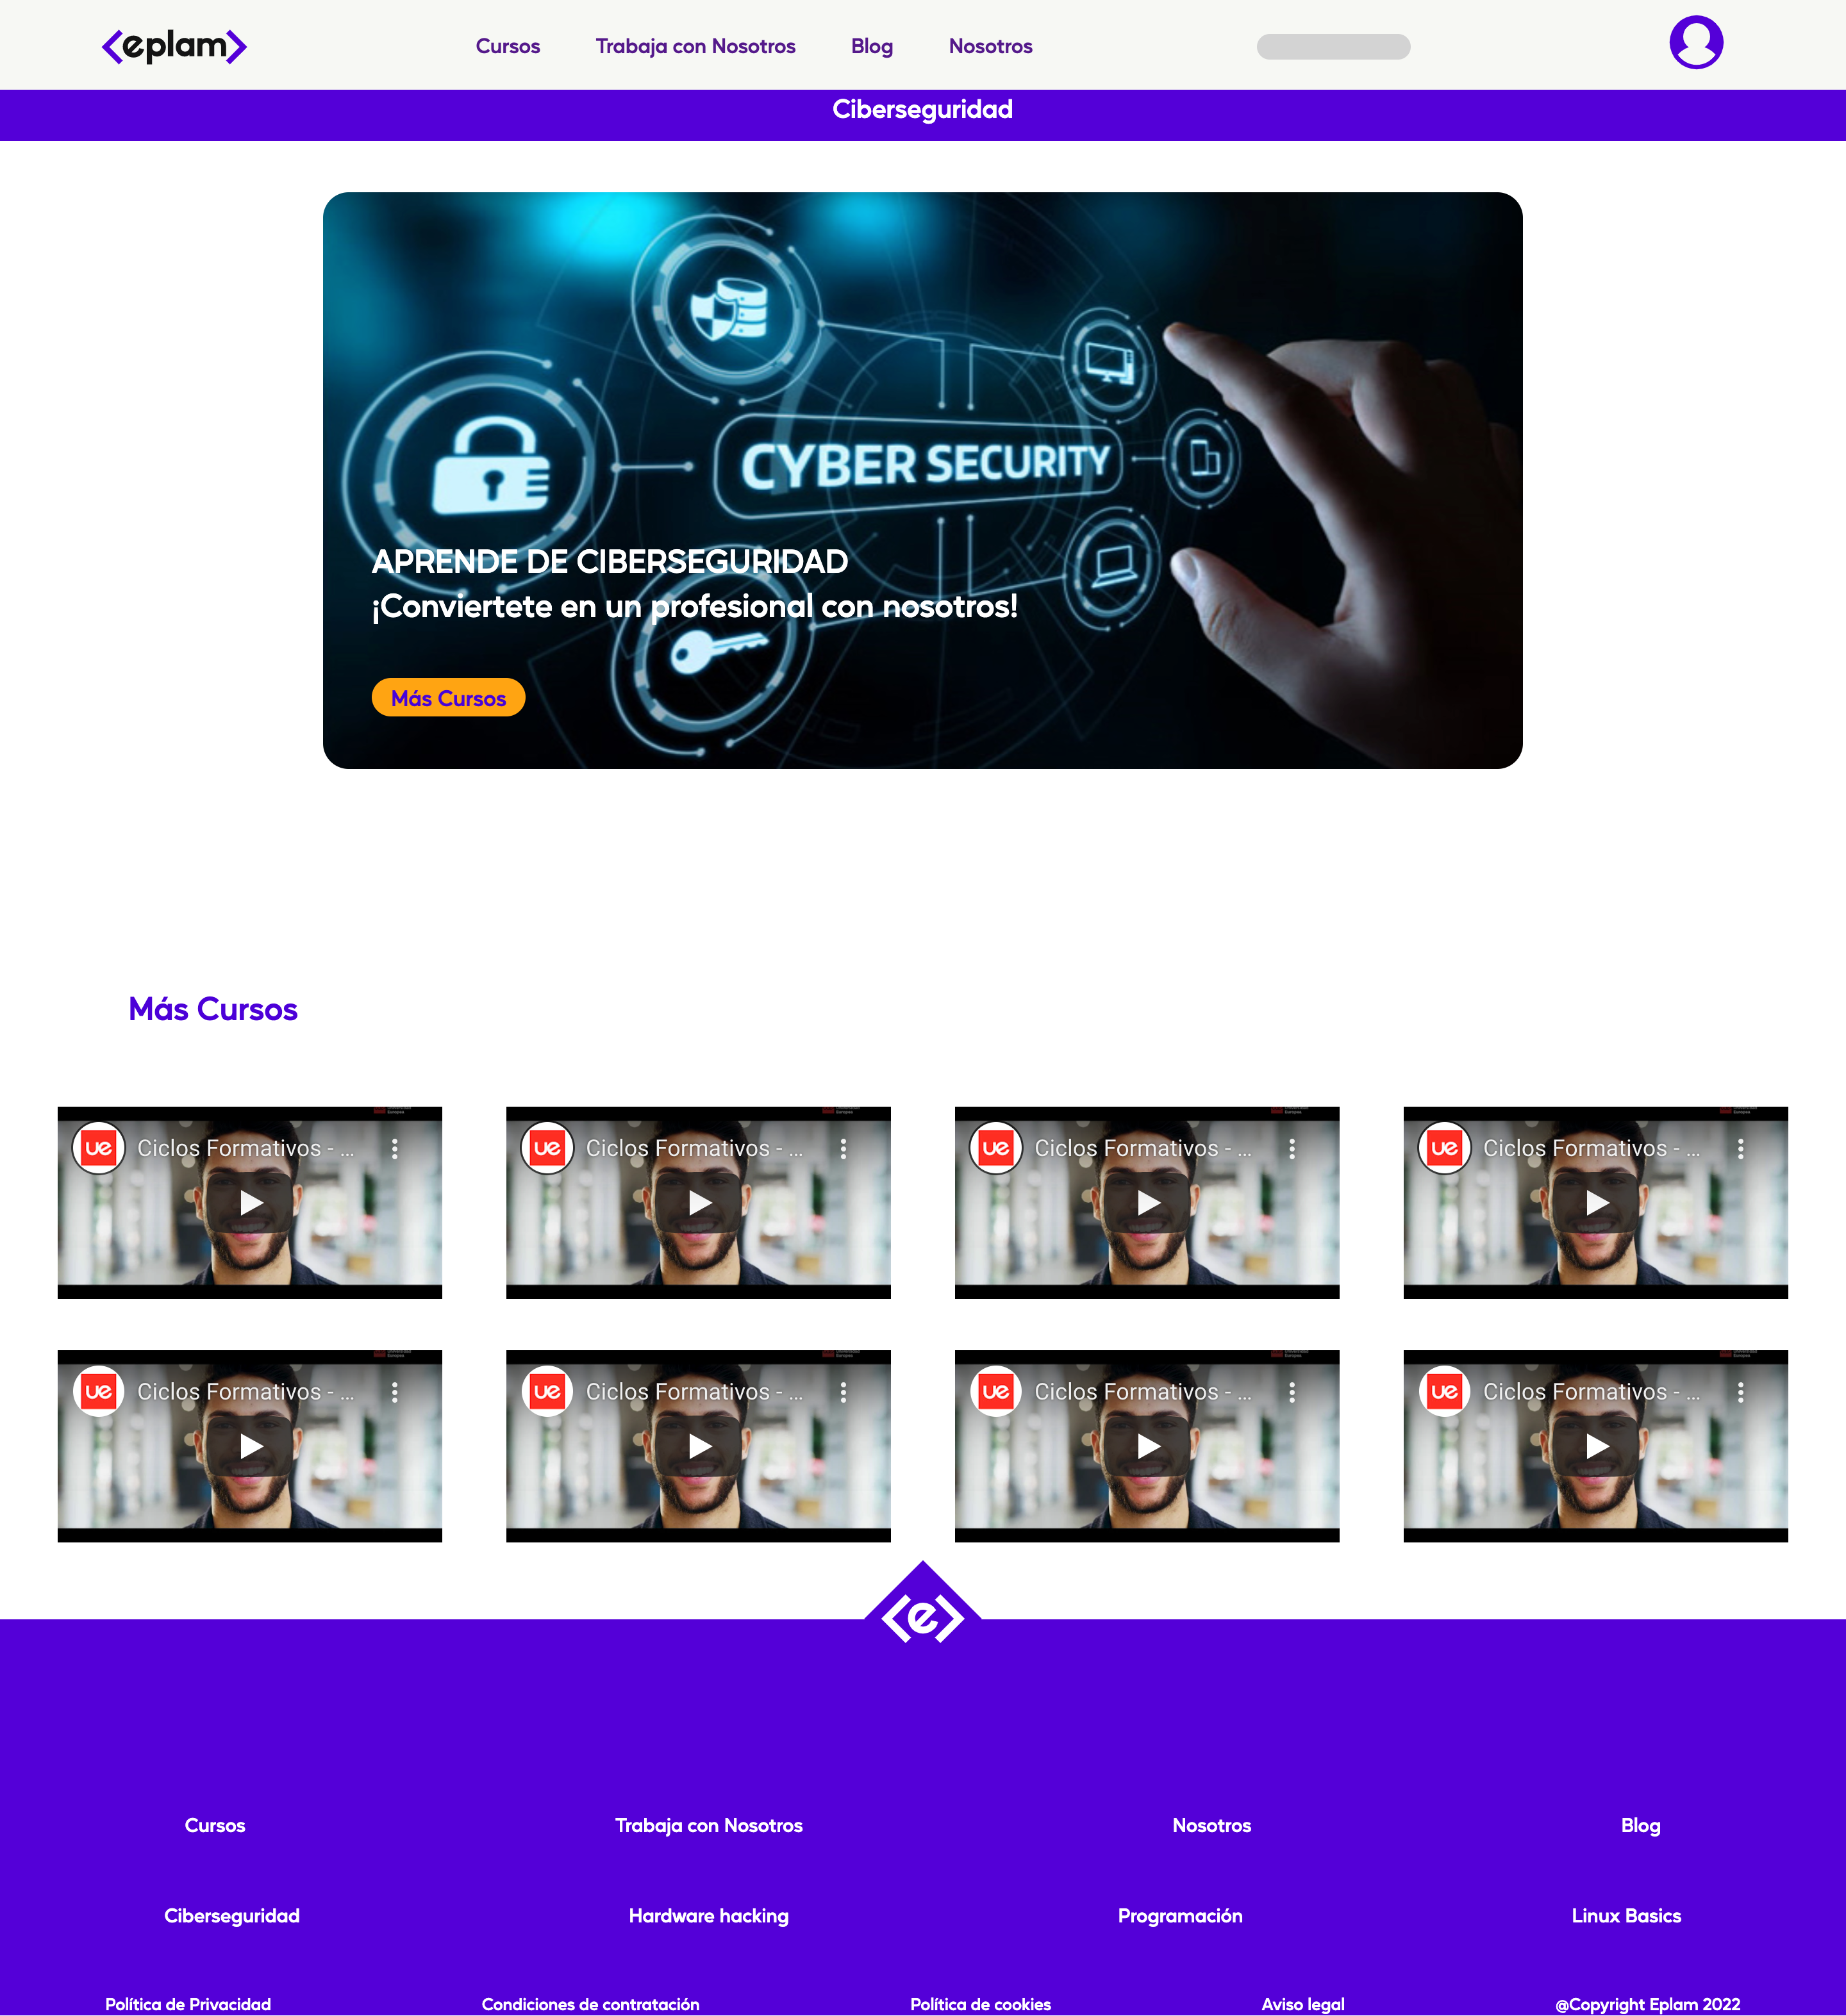 <eplam>
Cursos Trabaja con Nosotros Blog Nosotros
Ciberseguridad
CYBER SECURITY
APRENDE DE CIBERSEGURIDAD
¡Conviertete en un profesional con nosotros!
Más Cursos
Más Cursos
ue Ciclos Formativos - ...
ue Ciclos Formativos - ...
ue Ciclos Formativos - ...
ue Ciclos Formativos - ...
ue Ciclos Formativos - ...
ue Ciclos Formativos - ...
ue Ciclos Formativos - ...
ue Ciclos Formativos - ...
<e>
Cursos Trabaja con Nosotros Nosotros Blog
Ciberseguridad Hardware hacking Programación Linux Basics
Política de Privacidad Condiciones de contratación Política de cookies Aviso legal @Copyright Eplam 2022